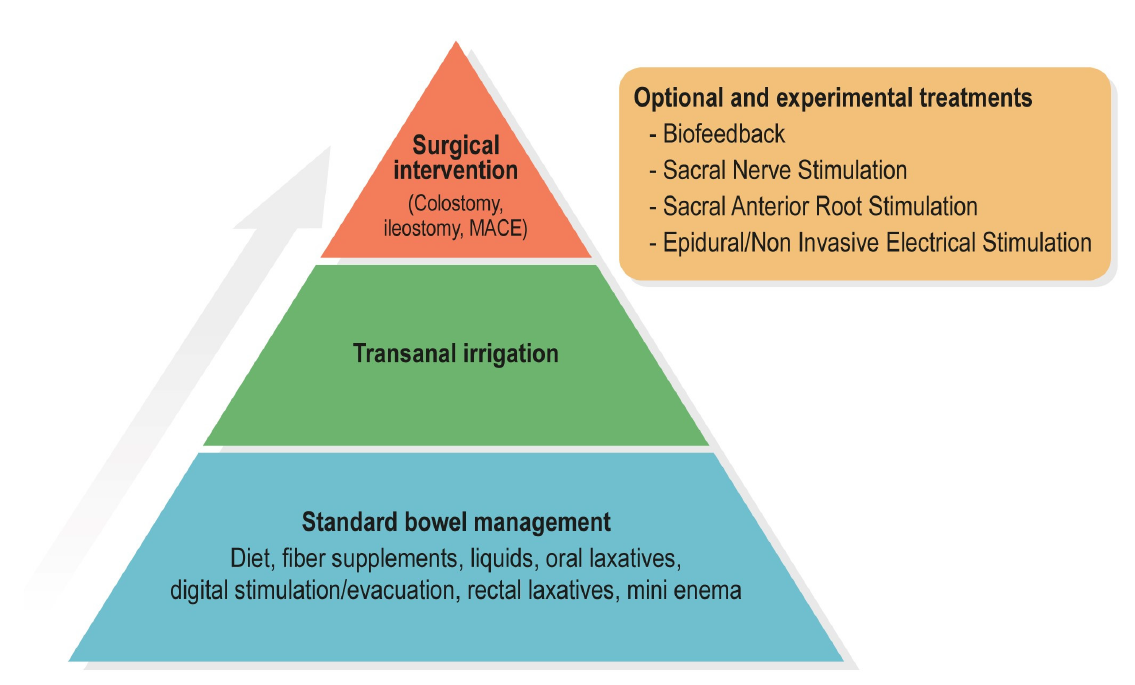 Surgical
intervention
(Colostomy,
ileostomy, MACE)
Transanal irrigation
Standard bowel management
Diet, fiber supplements, liquids, oral laxatives,
digital stimulation/evacuation, rectal laxatives, mini enema
Optional and experimental treatments
- Biofeedback
- Sacral Nerve Stimulation
- Sacral Anterior Root Stimulation
- Epidural/Non Invasive Electrical Stimulation